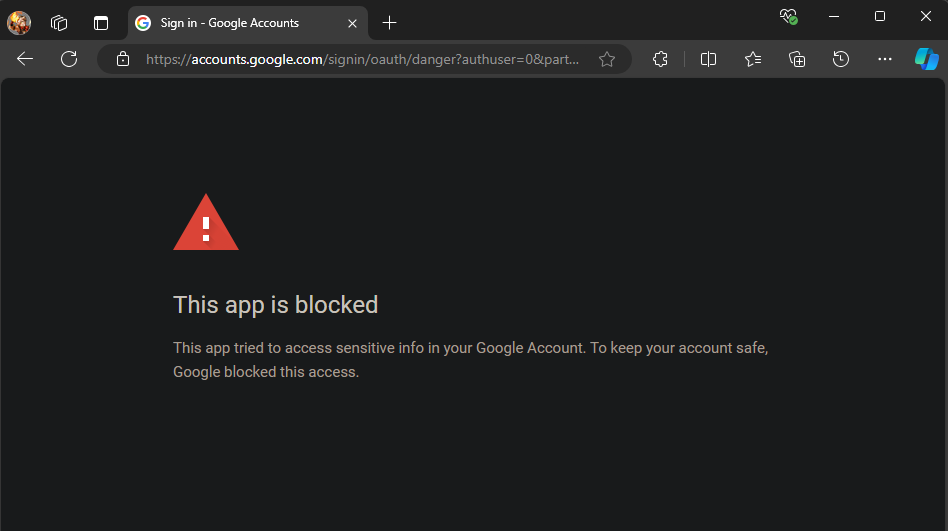 Sign in - Google Accounts
https://accounts.google.com/signin/oauth/danger?authuser=0&part...
This app is blocked
This app tried to access sensitive info in your Google Account. To keep your account safe,
Google blocked this access.